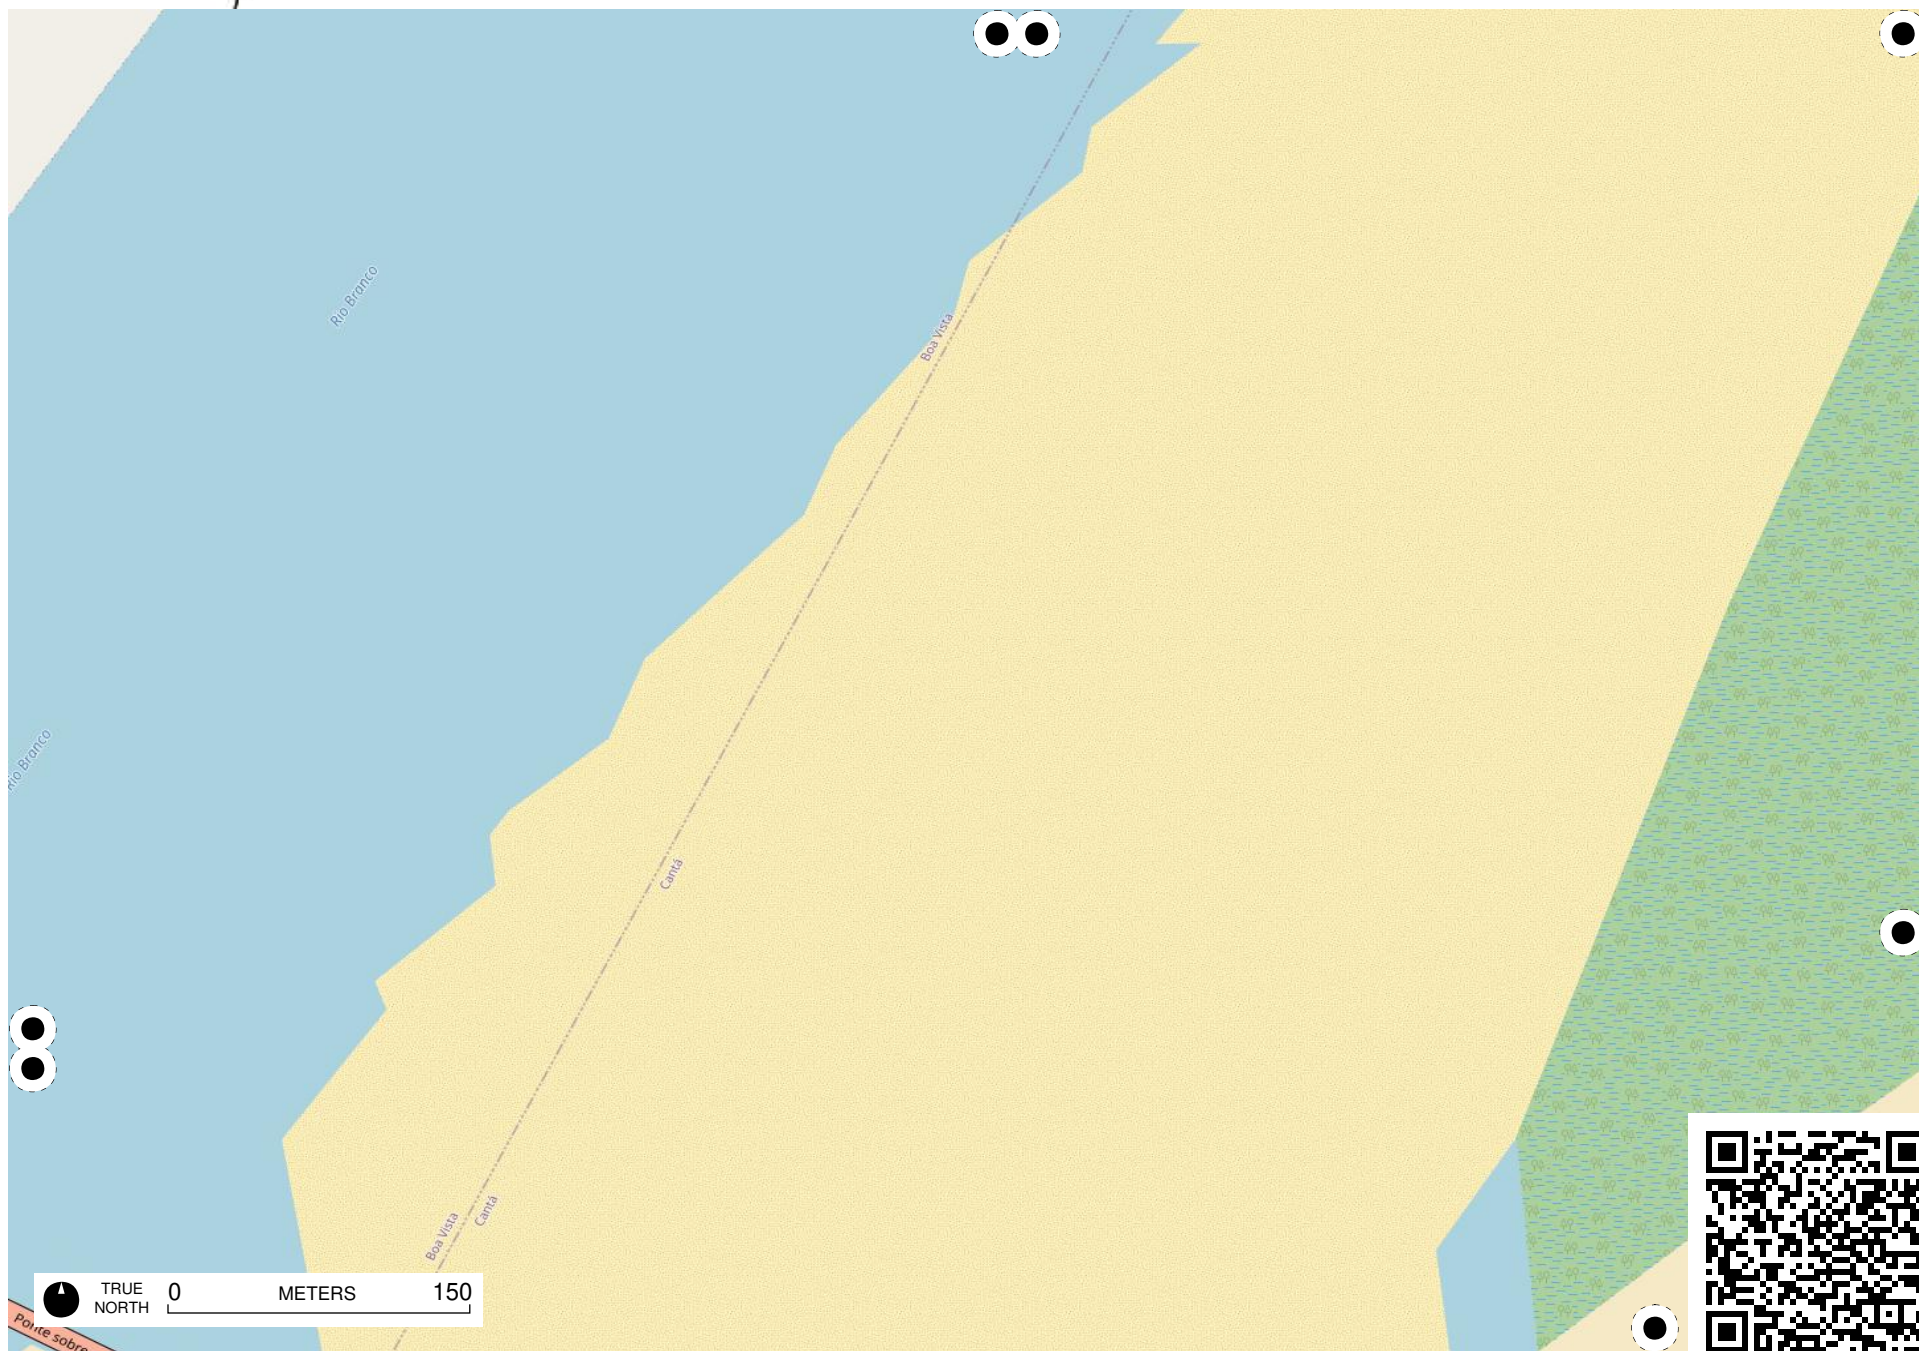 Rio Branco
Boa Vista
Rio Branco
Cantá
Boa Vista
Cantá
TRUE NORTH
0 METERS 150
Ponte sobre